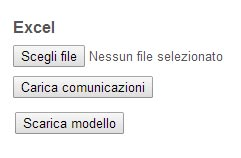 Excel
Scegli file Nessun file selezionato
Carica comunicazioni
Scarica modello